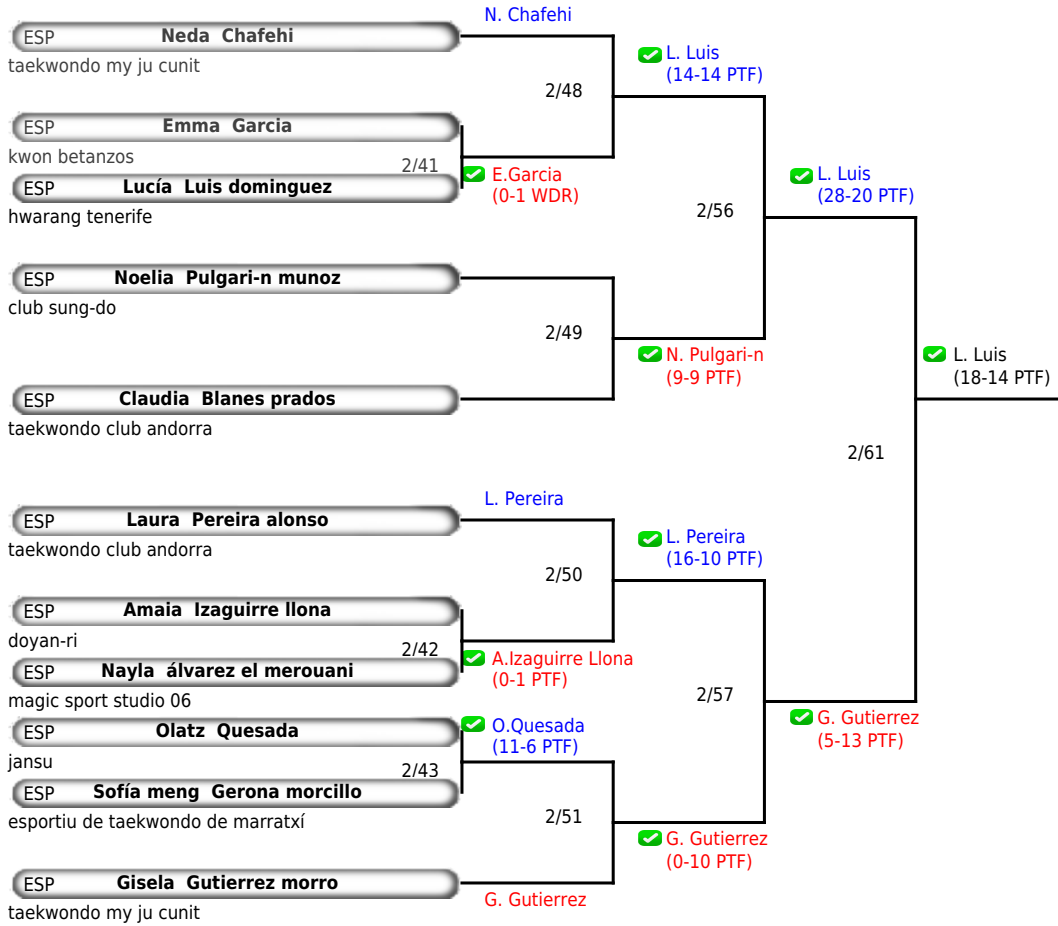 N. Chafehi
ESP Neda Chafehi
taekwondo my ju cunit
L. Luis
(14-14 PTF)
2/48
ESP Emma Garcia
kwon betanzos
2/41
E.Garcia
(0-1 WDR)
ESP Lucía Luis dominguez
hwarang tenerife
L. Luis
(28-20 PTF)
2/56
ESP Noelia Pulgari-n munoz
club sung-do
2/49
N. Pulgari-n
(9-9 PTF)
L. Luis
(18-14 PTF)
ESP Claudia Blanes prados
taekwondo club andorra
2/61
L. Pereira
ESP Laura Pereira alonso
taekwondo club andorra
L. Pereira
(16-10 PTF)
2/50
ESP Amaia Izaguirre llona
doyan-ri
2/42
A.Izaguirre Llona
(0-1 PTF)
ESP Nayla álvarez el merouani
magic sport studio 06
2/57
G. Gutierrez
(5-13 PTF)
ESP Olatz Quesada
jansu
O.Quesada
(11-6 PTF)
2/43
ESP Sofía meng Gerona morcillo
esportiu de taekwondo de marratxí
2/51
G. Gutierrez
(0-10 PTF)
ESP Gisela Gutierrez morro
taekwondo my ju cunit
G. Gutierrez